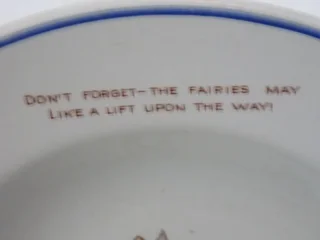 DON'T FORGET - THE FAIRIES MAY
LIKE A LIFT UPON THE WAY!